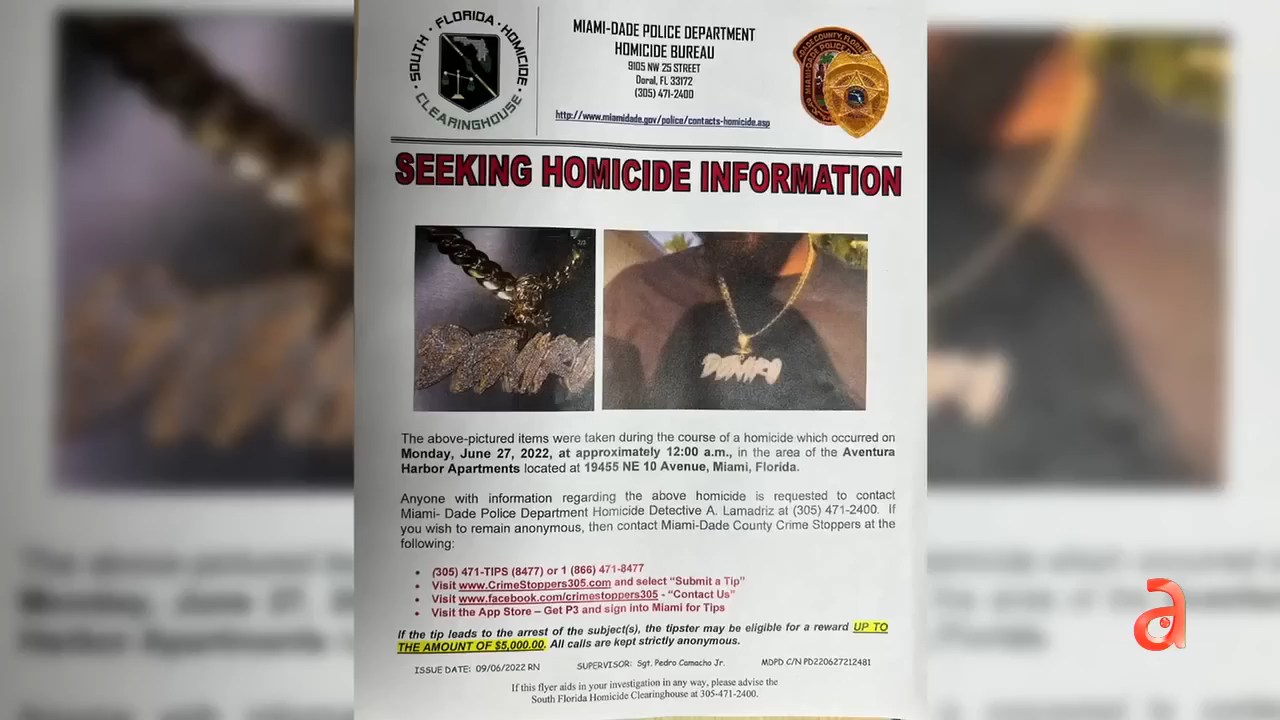 SOUTH · FLORIDA · HOMICIDE · CLEARINGHOUSE
MIAMI-DADE POLICE DEPARTMENT
HOMICIDE BUREAU
9105 NW 25 STREET
Doral, FL 33172
(305) 471-2400
http://www.miamidade.gov/police/contacts-homicide.asp
SEEKING HOMICIDE INFORMATION
2/3
The above-pictured items were taken during the course of a homicide which occurred on
Monday, June 27, 2022, at approximately 12:00 a.m., in the area of the Aventura
Harbor Apartments located at 19455 NE 10 Avenue, Miami, Florida.
Anyone with information regarding the above homicide is requested to contact
Miami- Dade Police Department Homicide Detective A. Lamadriz at (305) 471-2400. If
you wish to remain anonymous, then contact Miami-Dade County Crime Stoppers at the
following:
• (305) 471-TIPS (8477) or 1 (866) 471-8477
• Visit www.CrimeStoppers305.com and select “Submit a Tip”
• Visit www.facebook.com/crimestoppers305 - “Contact Us”
• Visit the App Store – Get P3 and sign into Miami for Tips
If the tip leads to the arrest of the subject(s), the tipster may be eligible for a reward UP TO
THE AMOUNT OF $5,000.00. All calls are kept strictly anonymous.
ISSUE DATE: 09/06/2022 RN SUPERVISOR: Sgt. Pedro Camacho Jr. MDPD C/N PD220627212481
If this flyer aids in your investigation in any way, please advise the
South Florida Homicide Clearinghouse at 305-471-2400.
a